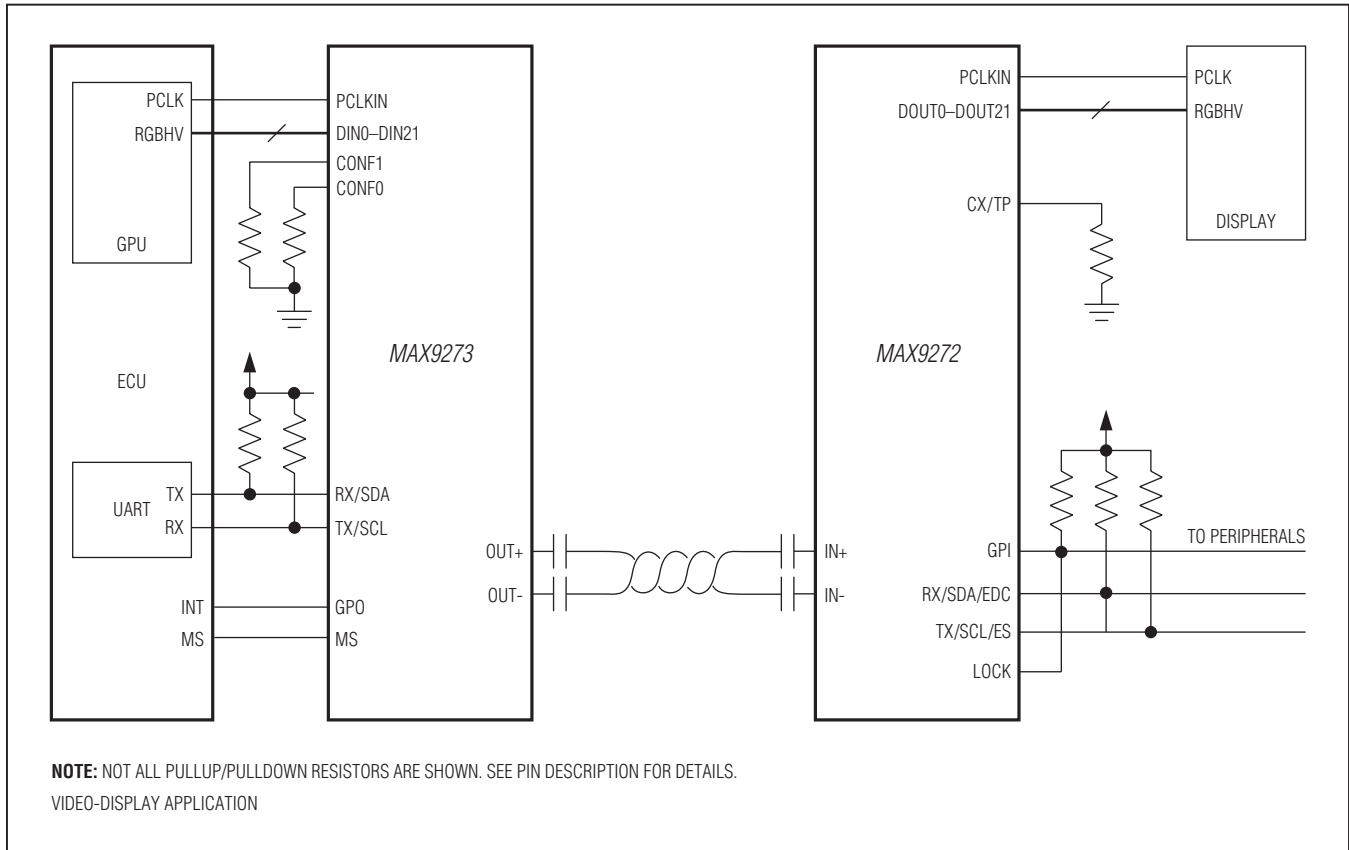 PCLK
RGBHV
GPU
ECU
UART
TX
RX
INT
MS
PCLKIN
DIN0–DIN21
CONF1
CONF0
MAX9273
RX/SDA
TX/SCL
GPO
MS
OUT+
OUT-
IN+
IN-
MAX9272
PCLKIN
DOUT0–DOUT21
CX/TP
GPI
RX/SDA/EDC
TX/SCL/ES
LOCK
PCLK
RGBHV
DISPLAY
TO PERIPHERALS
NOTE: NOT ALL PULLUP/PULLDOWN RESISTORS ARE SHOWN. SEE PIN DESCRIPTION FOR DETAILS.
VIDEO-DISPLAY APPLICATION